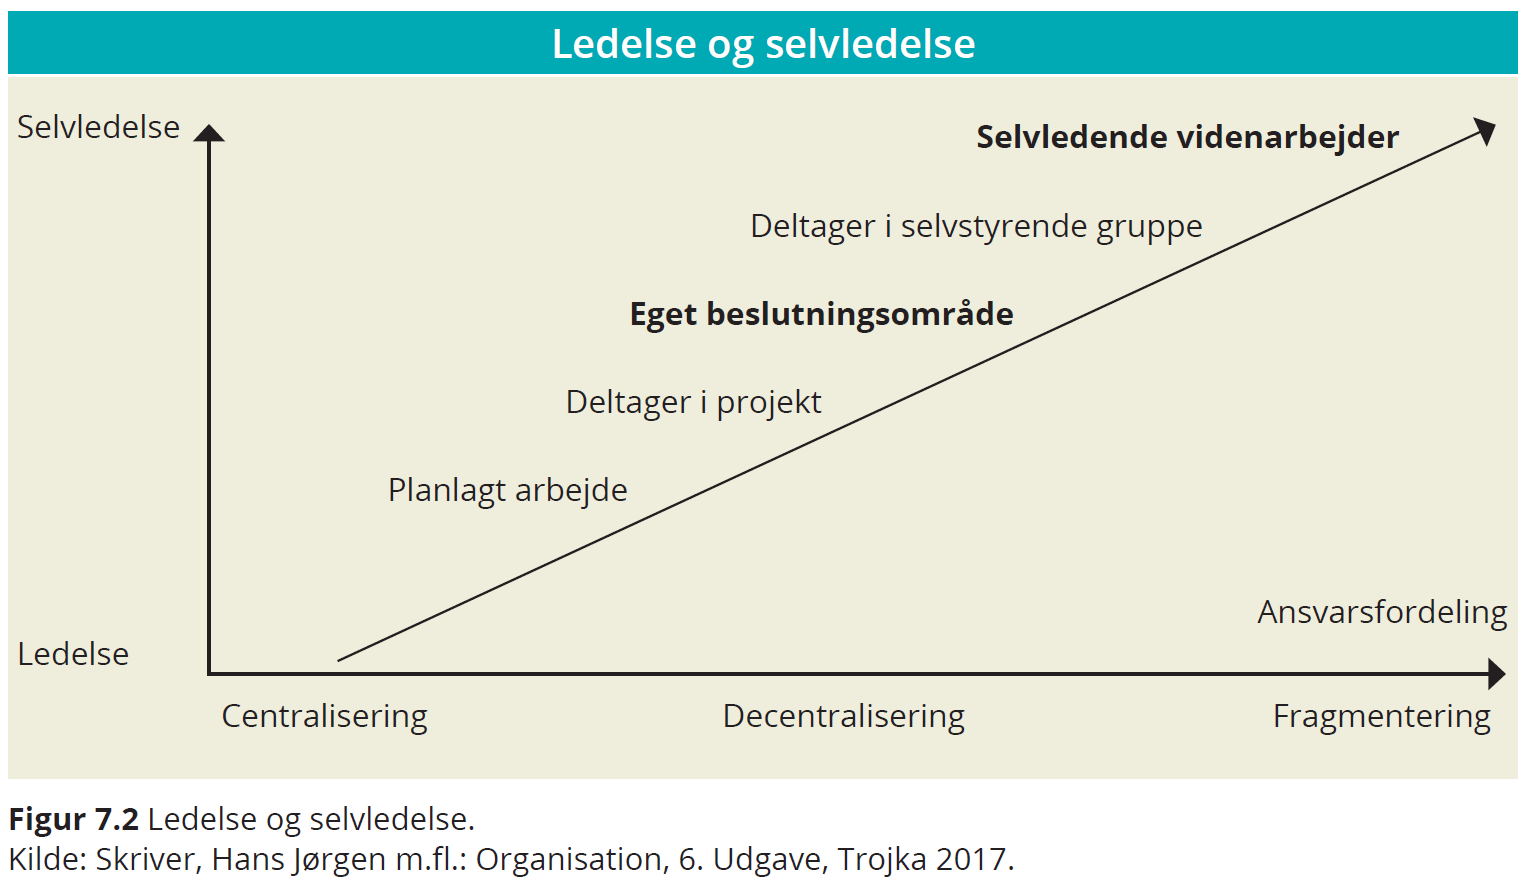 Ledelse og selvledelse
Selvledelse
Selvledende videnarbejder
Deltager i selvstyrende gruppe
Eget beslutningsområde
Deltager i projekt
Planlagt arbejde
Ansvarsfordeling
Ledelse
Centralisering
Decentralisering
Fragmentering
Figur 7.2 Ledelse og selvledelse.
Kilde: Skriver, Hans Jørgen m.fl.: Organisation, 6. Udgave, Trojka 2017.